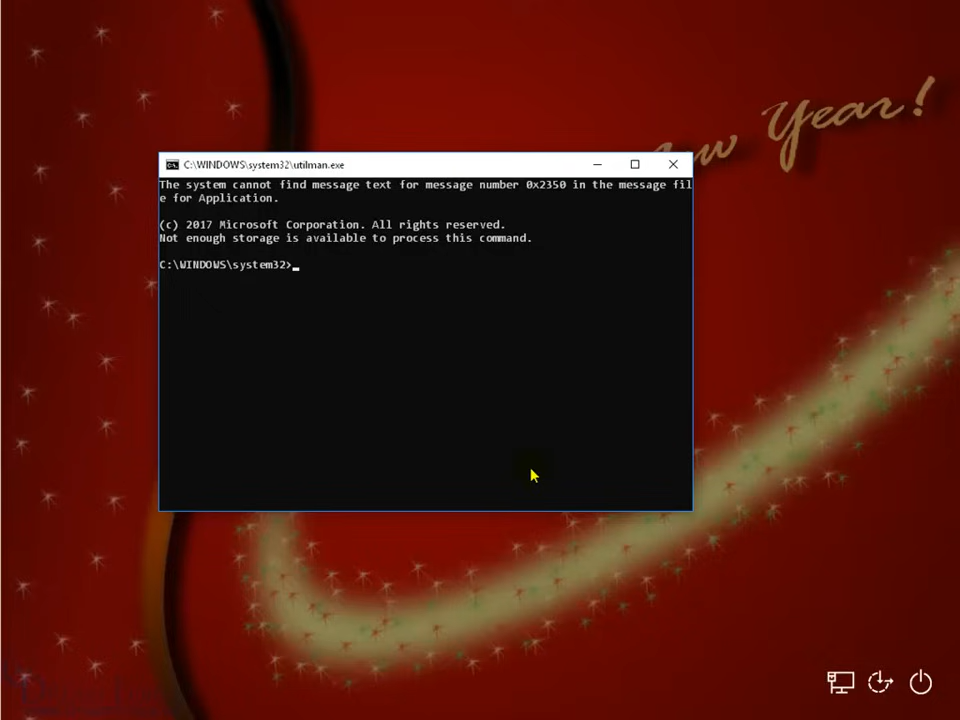 ew Year!
C:\WINDOWS\system32\utilman.exe
The system cannot find message text for message number 0x2350 in the message fil
e for Application.
(c) 2017 Microsoft Corporation. All rights reserved.
Not enough storage is available to process this command.
C:\WINDOWS\system32>